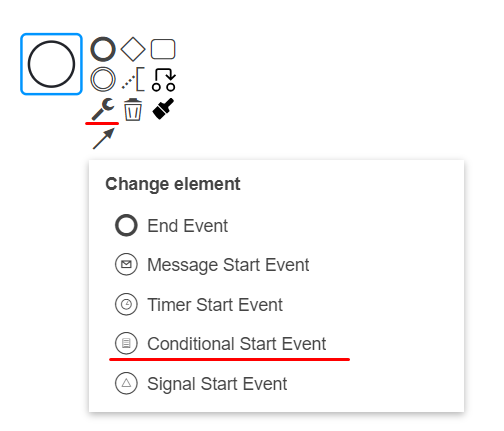 Change element
End Event
Message Start Event
Timer Start Event
Conditional Start Event
Signal Start Event